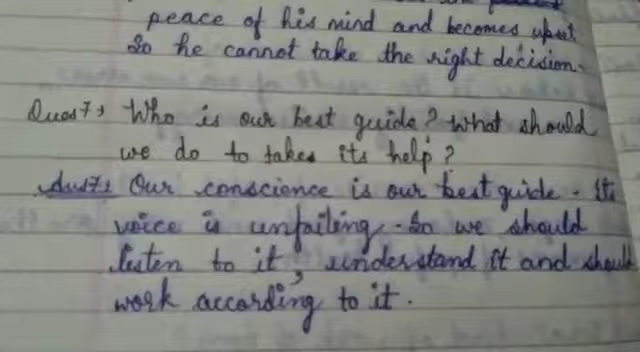 peace of his mind and becomes upset
So he cannot take the right decision.
Ques7, Who is our best guide? What should
we do to takes its help?
Ans7, Our conscience is our best guide. Its
voice is unfailing. So we should
listen to it, understand it and should
work according to it.